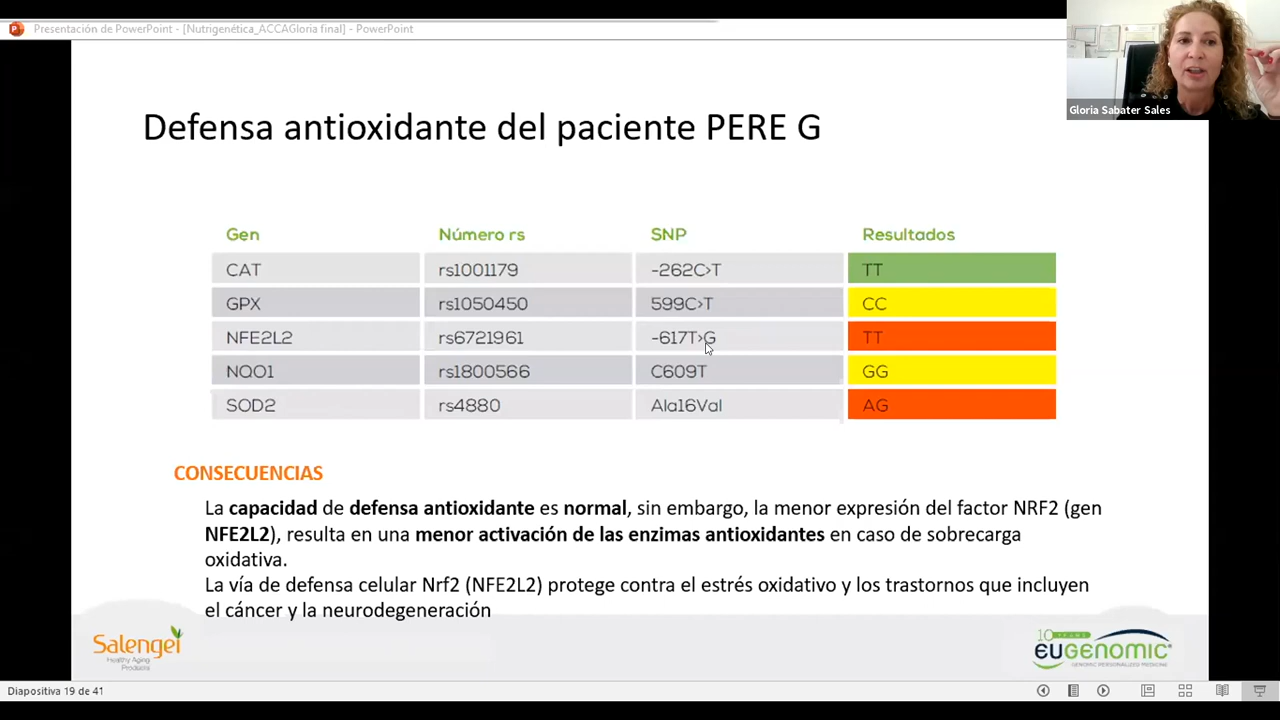 Presentación de PowerPoint - [Nutrigenética_ACCAGloria final] - PowerPoint
Gloria Sabater Sales
Defensa antioxidante del paciente PERE G
Gen Número rs SNP Resultados
CAT rs1001179 -262C>T TT
GPX rs1050450 599C>T CC
NFE2L2 rs6721961 -617T>G TT
NQO1 rs1800566 C609T GG
SOD2 rs4880 Ala16Val AG
CONSECUENCIAS
La capacidad de defensa antioxidante es normal, sin embargo, la menor expresión del factor NRF2 (gen
NFE2L2), resulta en una menor activación de las enzimas antioxidantes en caso de sobrecarga
oxidativa.
La vía de defensa celular Nrf2 (NFE2L2) protege contra el estrés oxidativo y los trastornos que incluyen
el cáncer y la neurodegeneración
Salengei
Healthy Aging
Products
10 YEARS
EUGENOMIC
GENOMIC PERSONALIZED MEDICINE
Diapositiva 19 de 41